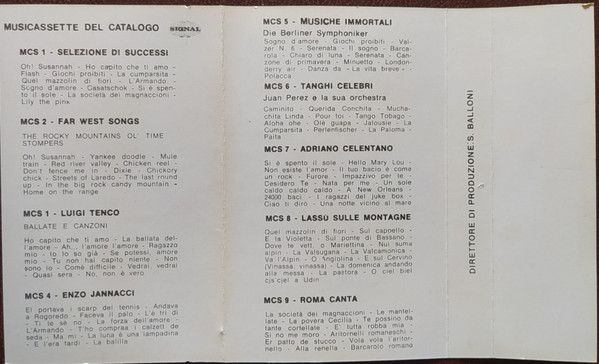 MUSICASSETTE DEL CATALOGO SIGNAL
MCS 1 - SELEZIONE DI SUCCESSI
Oh! Susannah - Ho capito che ti amo -
Flash - Giochi proibiti - La cumparsita -
Quel mazzolin di fiori - L'Armando -
Sogno d'amore - Casatschok - Si è spen-
to il sole - La società dei magnaccioni -
Lily the pink
MCS 2 - FAR WEST SONGS
THE ROCKY MOUNTAINS OL' TIME
STOMPERS
Oh! Susannah - Yankee doodle - Mule
train - Red river valley - Chicken reel -
Don't fence me in - Dixie - Chickory
chick - Streets of Laredo - The last round
up - In the big rock candy mountain -
Home on the range
MCS 1 - LUIGI TENCO
BALLATE E CANZONI
Ho capito che ti amo - La ballata del-
l'amore - Ah... l'amore l'amore - Ragazzo
mio - Io lo so già - Se potessi, amore
mio - Tu non hai capito niente - Non
sono io - Come difficile - Vedrai, vedrai
- Quasi sera - No, non è vero
MCS 4 - ENZO JANNACCI
El portava i scarp del tennis - Andava
a Rogoredo - Faceva il palo - L'è trì dì
- Ti te sé no - La forza dell'amore -
L'Armando - T'ho compraa i calzett de
seda - Ma mi - La luna è una lampadina
- E l'era tardi - La balilla
MCS 5 - MUSICHE IMMORTALI
Die Berliner Symphoniker
Sogno d'amore - Giochi proibiti - Val-
zer N. 6 - Serenata - Il sogno - Barca-
rola - Chiaro di luna - Serenata - Can-
zone di primavera - Minuetto - London-
derry air - Danza da «La vita breve» -
Polacca
MCS 6 - TANGHI CELEBRI
Juan Perez e la sua orchestra
Caminito - Querida Conchita - Mucha-
chita Linda - Pour toi - Tango Tobago -
Aloha ohe - Olé guapa - Jalousie - La
Cumparsita - Perlenfischer - La Paloma -
Paita
MCS 7 - ADRIANO CELENTANO
Si è spento il sole - Hello Mary Lou -
Non esiste l'amor - Il tuo bacio è come
un rock - Furore - Impazzivo per te -
Desidero Te - Nata per me - Un sole
caldo caldo caldo - A New Orleans -
24000 baci - I ragazzi del juke box -
Ciao ti dirò - Una notte vicino al mare
MCS 8 - LASSÙ SULLE MONTAGNE
Quel mazzolin di fiori - Sul capoello -
E la Violetta - Sul ponte di Bassano -
Dove te vett, o Mariettina - Nui suma
alpin - La Valsugana - La Valcamonica -
Va l'Alpin - O Angiolina - E sul Cervino
(Vinassa, vinassa) - La domenica andando
alla messa - La pastora - O ciel biel
cis'ciel a Udin
MCS 9 - ROMA CANTA
La società dei magnaccioni - Le mantel-
late - La povera Cecilia - Te possino da
tante cortellate - E tutta robba mia -
Si no me moro - Aritornelli romaneschi -
Er patto de stucco - Vola vola l'aritor-
nello - Alla renella - Barcarolo romano
DIRETTORE DI PRODUZIONE: S. BALLONI